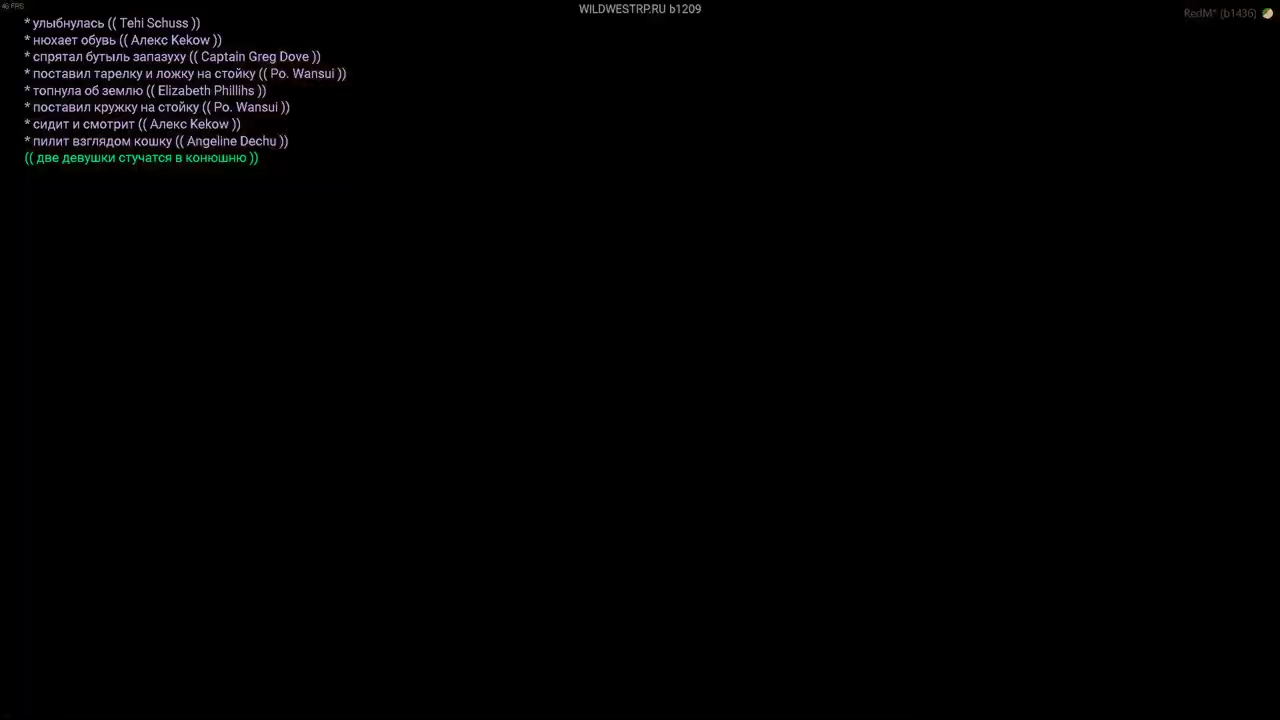 46 FPS
WILDWESTRP.RU b1209
RedM* (b1436)
* улыбнулась (( Tehi Schuss ))
* нюхает обувь (( Алекс Kekow ))
* спрятал бутыль запазуху (( Captain Greg Dove ))
* поставил тарелку и ложку на стойку (( Po. Wansui ))
* топнула об землю (( Elizabeth Phillihs ))
* поставил кружку на стойку (( Po. Wansui ))
* сидит и смотрит (( Алекс Kekow ))
* пилит взглядом кошку (( Angeline Dechu ))
(( две девушки стучатся в конюшню ))